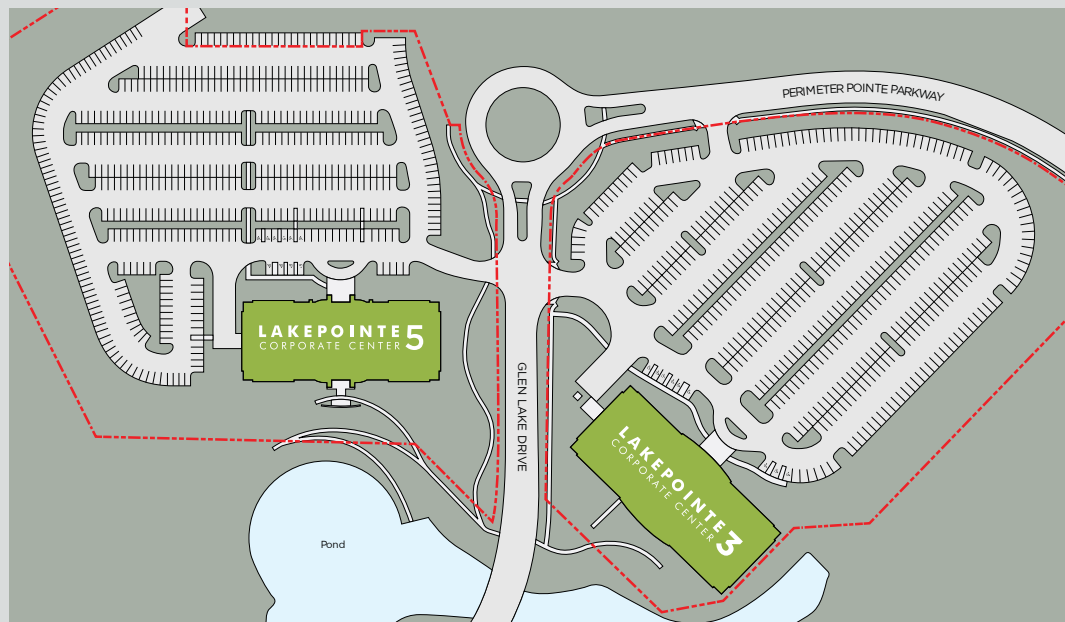 PERIMETER POINTE PARKWAY
LAKEPOINTE 5
CORPORATE CENTER
GLEN LAKE DRIVE
LAKEPOINTE 3
CORPORATE CENTER
Pond